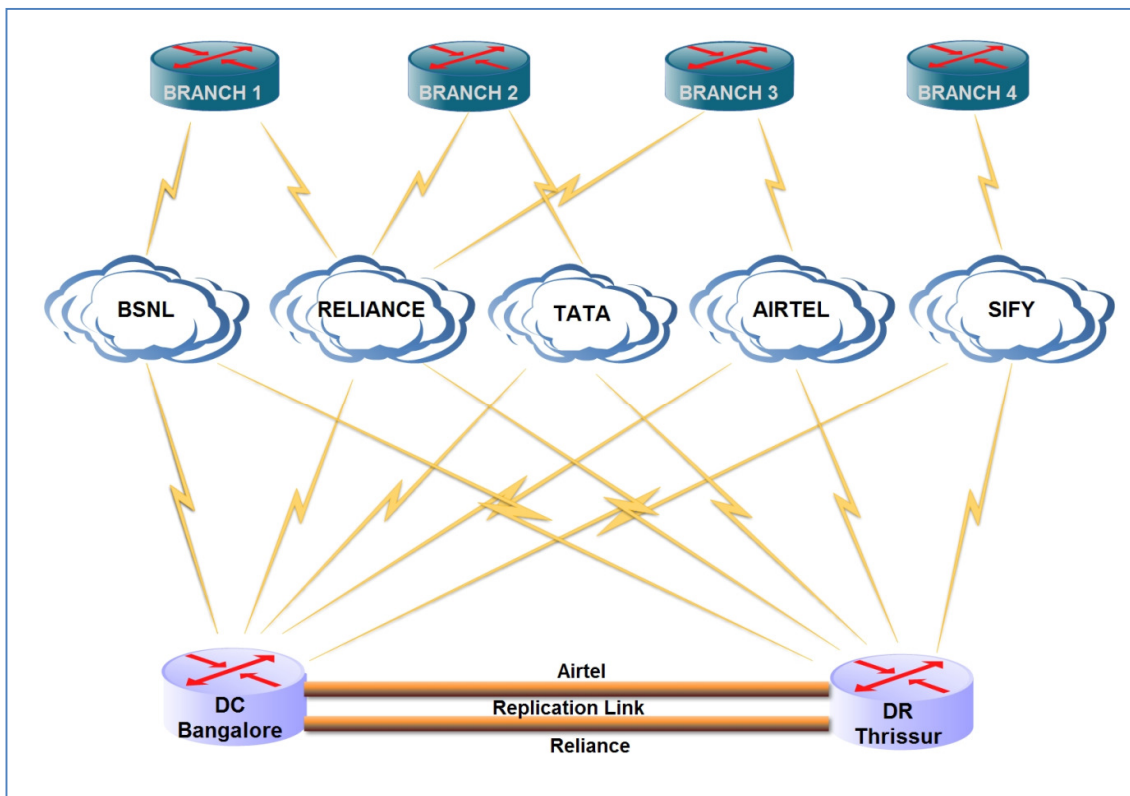 BRANCH 1
BRANCH 2
BRANCH 3
BRANCH 4
BSNL
RELIANCE
TATA
AIRTEL
SIFY
DC
Bangalore
Airtel
Replication Link
Reliance
DR
Thrissur